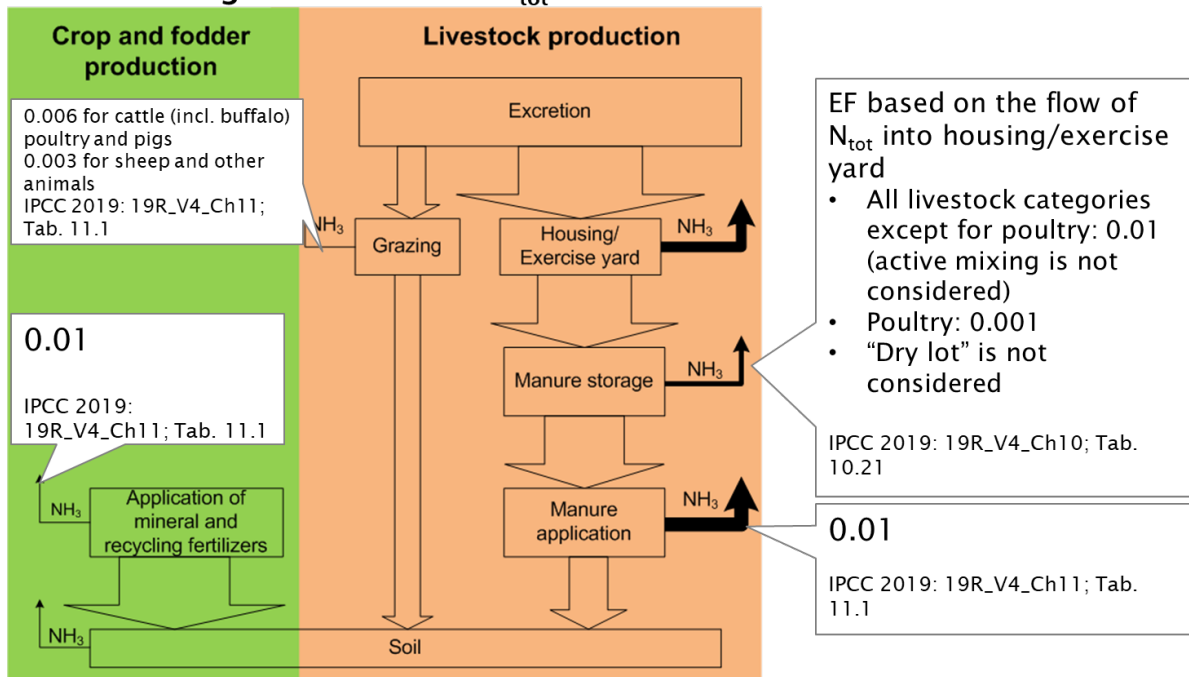 Crop and fodder
production
Livestock production
0.006 for cattle (incl. buffalo)
poultry and pigs
0.003 for sheep and other
animals
IPCC 2019: 19R_V4_Ch11;
Tab. 11.1
Excretion
NH3
Grazing
Housing/
Exercise yard
NH3
EF based on the flow of
Ntot into housing/exercise
yard
• All livestock categories
except for poultry: 0.01
(active mixing is not
considered)
• Poultry: 0.001
• “Dry lot” is not
considered
IPCC 2019: 19R_V4_Ch10; Tab.
10.21
0.01
IPCC 2019:
19R_V4_Ch11; Tab. 11.1
Manure storage
NH3
NH3
Application of
mineral and
recycling fertilizers
Manure
application
NH3
0.01
IPCC 2019: 19R_V4_Ch11; Tab.
11.1
NH3
Soil